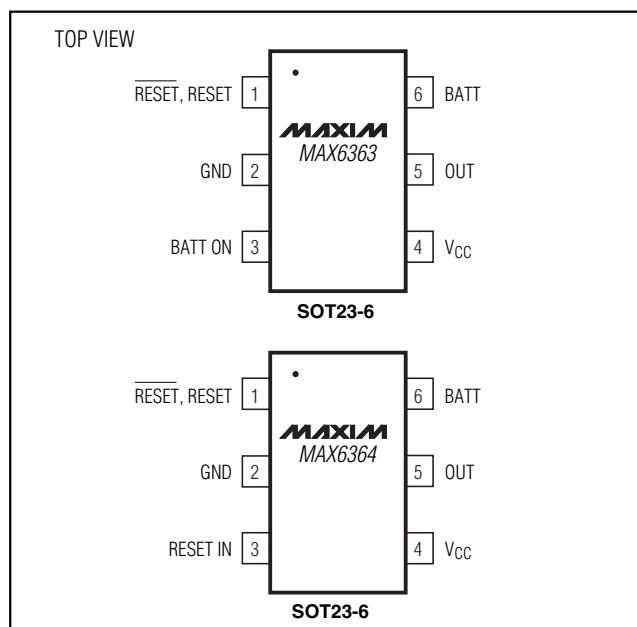 TOP VIEW
RESET, RESET 1 6 BATT
MAXIM
MAX6363
GND 2 5 OUT
BATT ON 3 4 VCC
SOT23-6
RESET, RESET 1 6 BATT
MAXIM
MAX6364
GND 2 5 OUT
RESET IN 3 4 VCC
SOT23-6